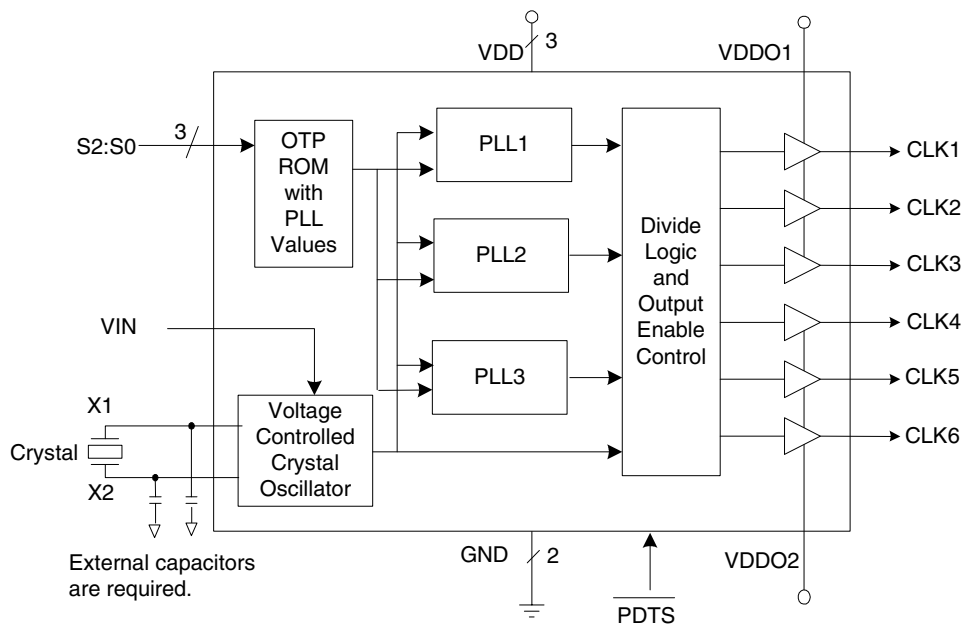 VDD
3
VDDO1
S2:S0
3
OTP
ROM
with
PLL
Values
PLL1
PLL2
PLL3
Divide
Logic
and
Output
Enable
Control
CLK1
CLK2
CLK3
CLK4
CLK5
CLK6
VIN
X1
Crystal
X2
Voltage
Controlled
Crystal
Oscillator
External capacitors
are required.
GND
2
PDTS
VDDO2